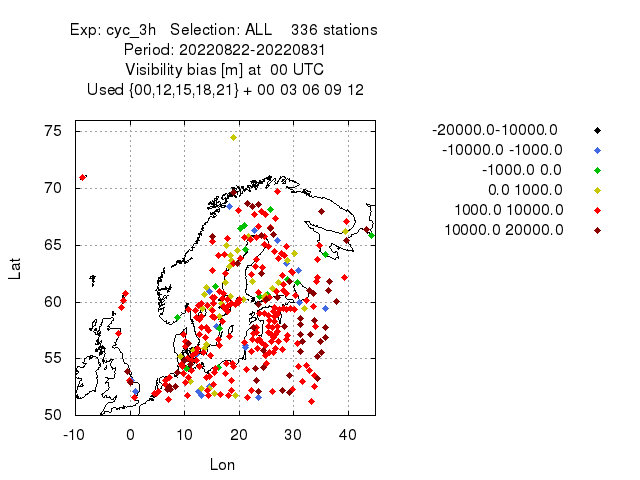 Exp: cyc_3h   Selection: ALL    336 stations
Period: 20220822-20220831
Visibility bias [m] at  00 UTC
Used {00,12,15,18,21} + 00 03 06 09 12
-20000.0-10000.0
-10000.0 -1000.0
-1000.0 0.0
0.0 1000.0
1000.0 10000.0
10000.0 20000.0
75
70
65
60
55
50
Lat
-10 0 10 20 30 40
Lon